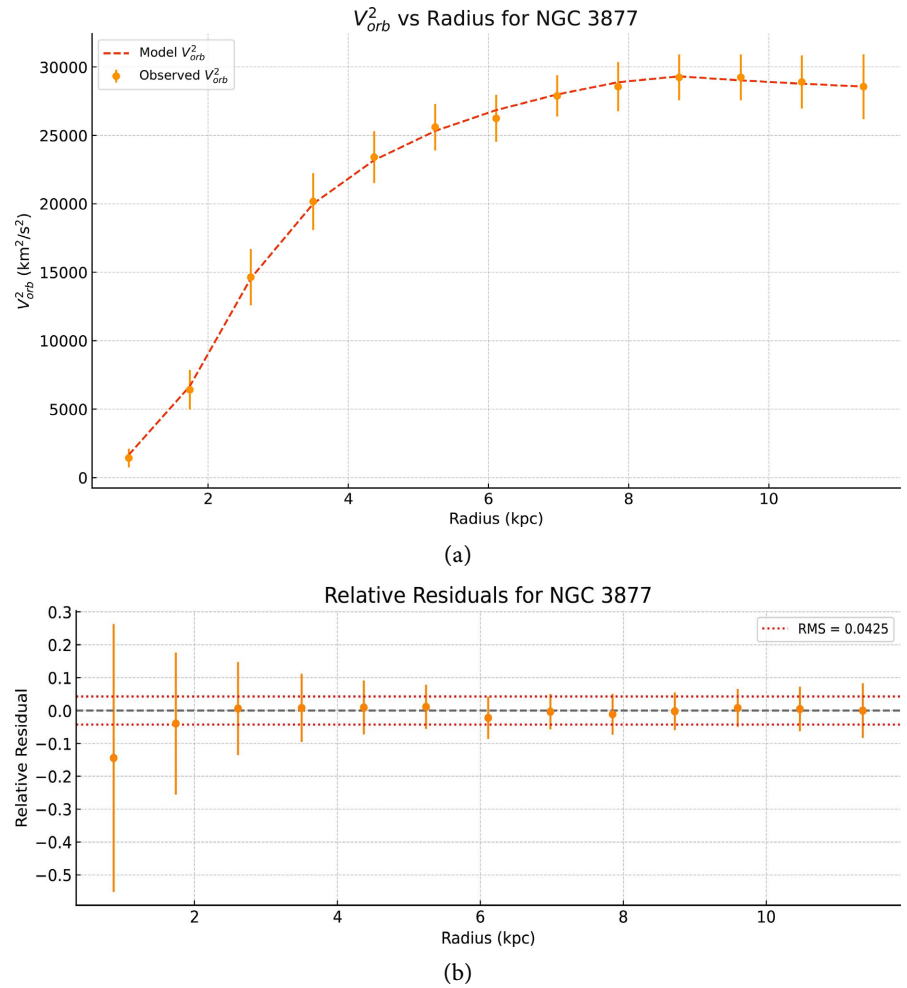 V²orb vs Radius for NGC 3877
Model V²orb
Observed V²orb
30000
25000
20000
15000
10000
5000
0
V²orb (km²/s²)
2 4 6 8 10
Radius (kpc)
(a)
Relative Residuals for NGC 3877
RMS = 0.0425
0.3
0.2
0.1
0.0
−0.1
−0.2
−0.3
−0.4
−0.5
Relative Residual
2 4 6 8 10
Radius (kpc)
(b)